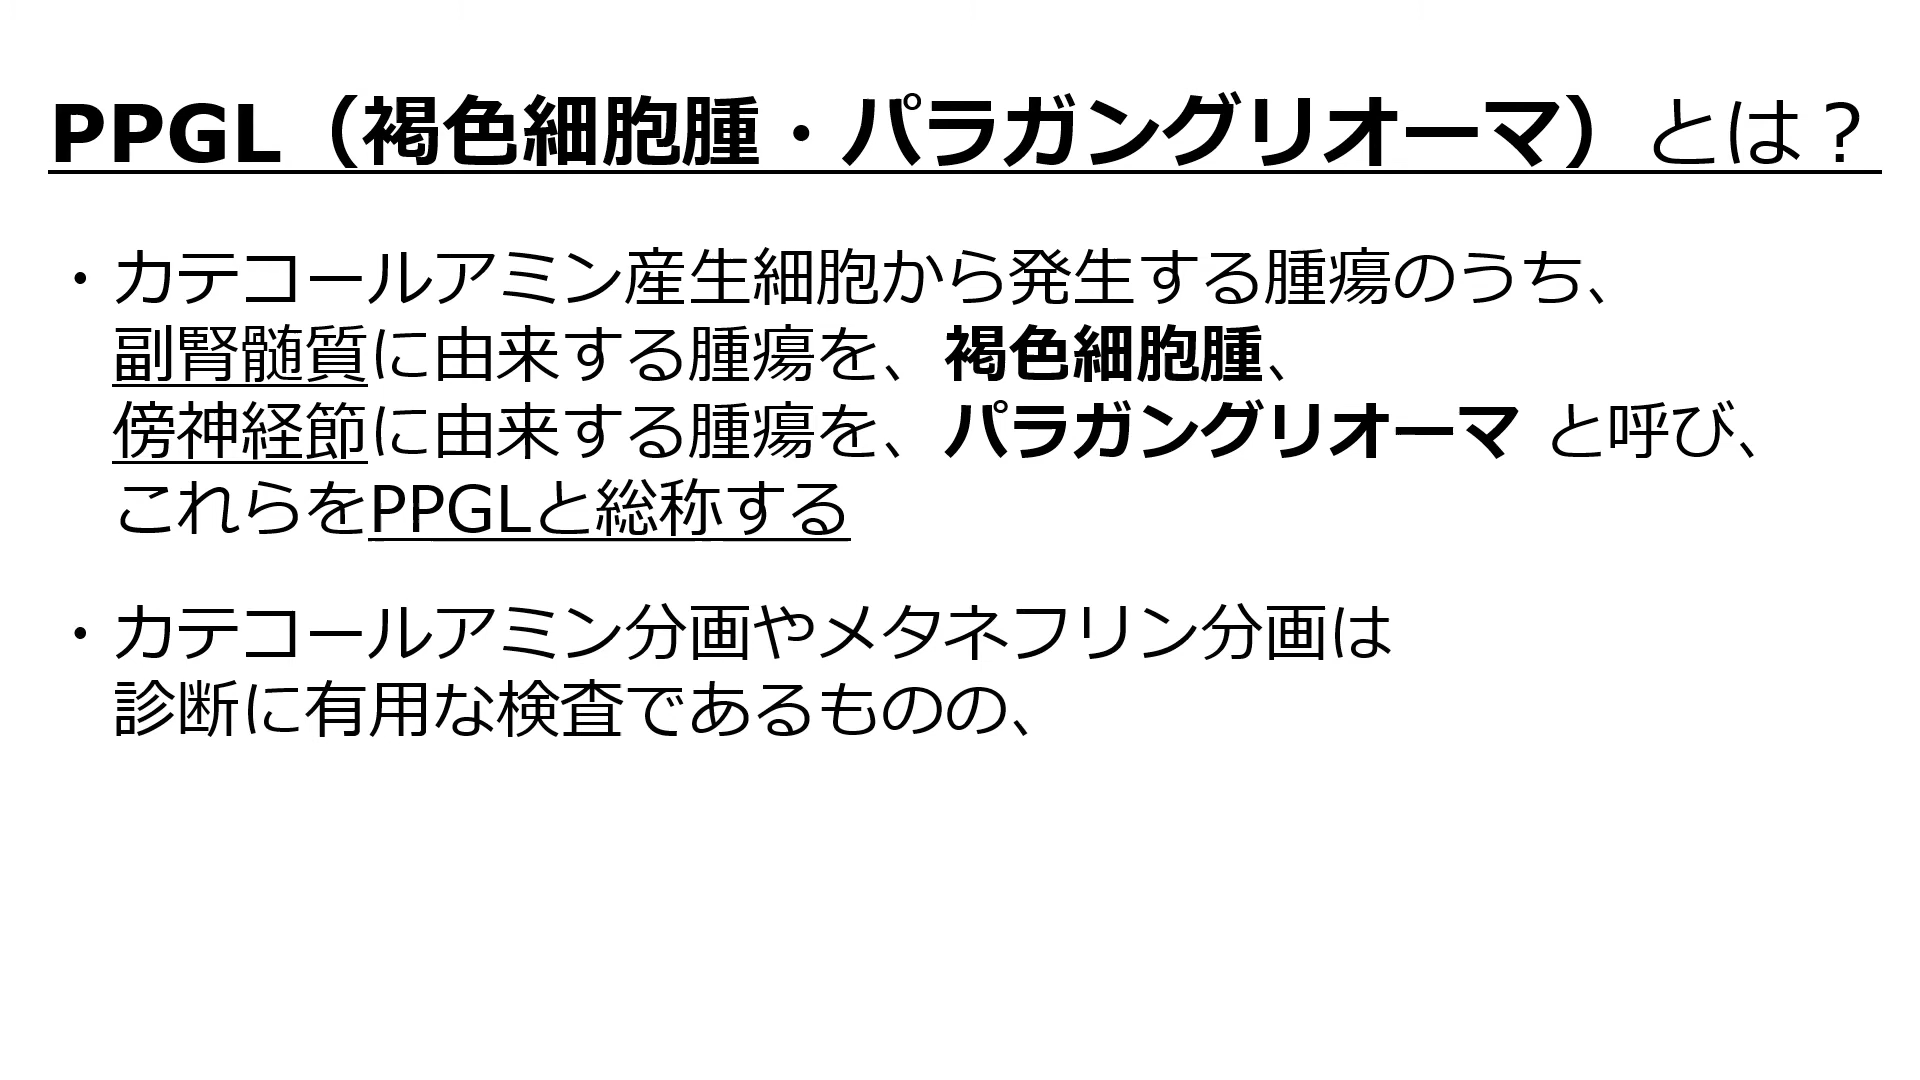 PPGL（褐色細胞腫・パラガングリオーマ）とは？
・カテコールアミン産生細胞から発生する腫瘍のうち、
副腎髄質に由来する腫瘍を、褐色細胞腫、
傍神経節に由来する腫瘍を、パラガングリオーマ と呼び、
これらをPPGLと総称する
・カテコールアミン分画やメタネフリン分画は
診断に有用な検査であるものの、